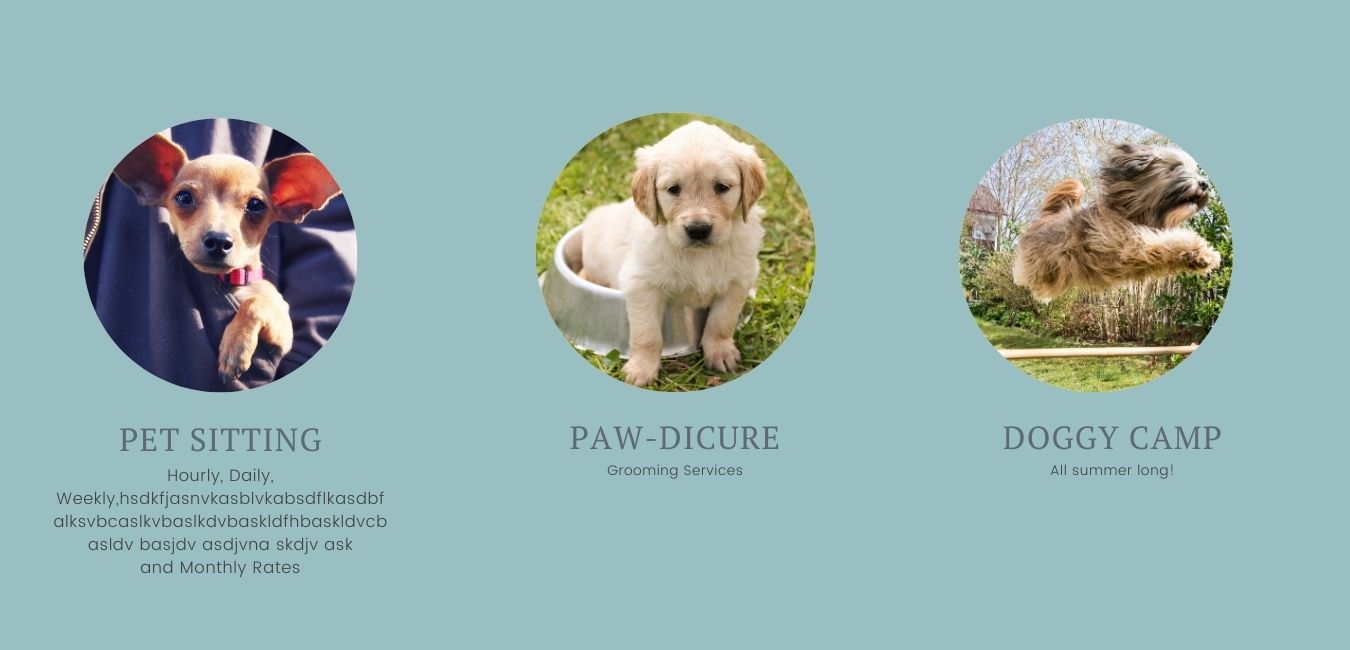 PET SITTING
Hourly, Daily,
Weekly,hsdkfjasnvkasblvkabsdflkasdbf
alksvbcaslkvbaslkdvbaskldfhbaskldvcb
asldv basjdv asdjvna skdjv ask
and Monthly Rates
PAW-DICURE
Grooming Services
DOGGY CAMP
All summer long!